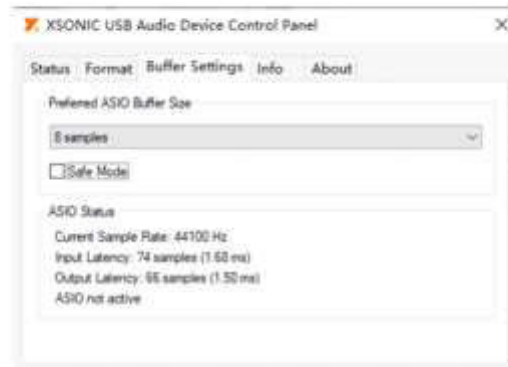 XSONIC USB Audio Device Control Panel
Status Format Buffer Settings Info About
Preferred ASIO Buffer Size
8 samples
Safe Mode
ASIO Status
Current Sample Rate: 44100 Hz
Input Latency: 74 samples (1.68 ms)
Output Latency: 66 samples (1.50 ms)
ASIO not active